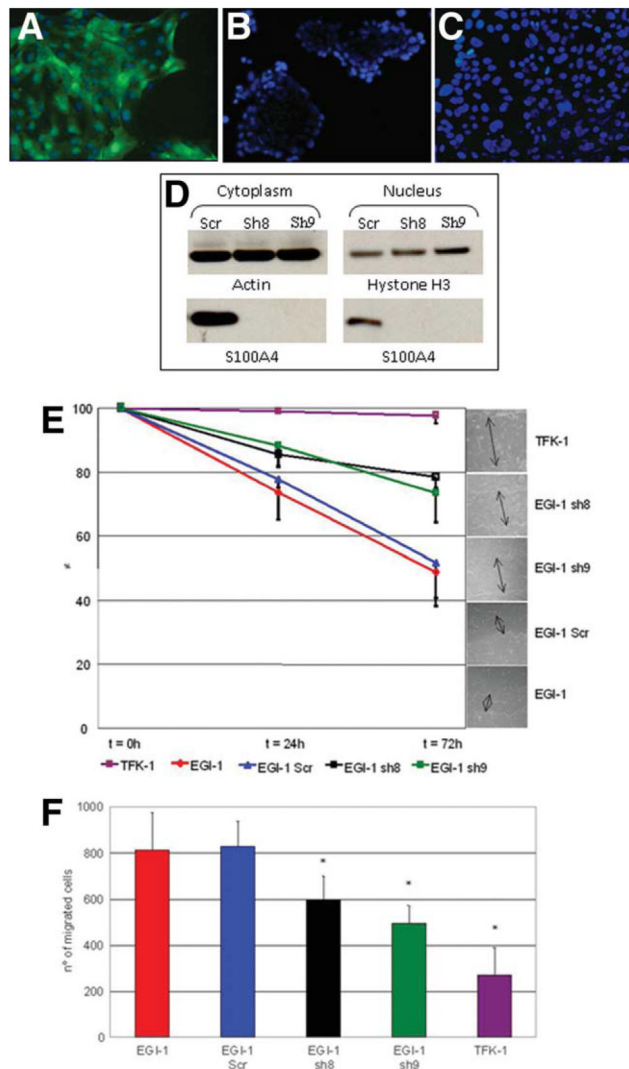 A
B
C
D
Cytoplasm
Nucleus
Scr Sh8 Sh9
Scr Sh8 Sh9
Actin
Hystone H3
S100A4
S100A4
E
100
80
60
40
20
0
t = 0h
t = 24h
t = 72h
TFK-1
EGI-1 sh8
EGI-1 sh9
EGI-1 Scr
EGI-1
TFK-1 EGI-1 EGI-1 Scr EGI-1 sh8 EGI-1 sh9
F
n° of migrated cells
1000
800
600
400
200
0
*
*
*
EGI-1
EGI-1
Scr
EGI-1
sh8
EGI-1
sh9
TFK-1